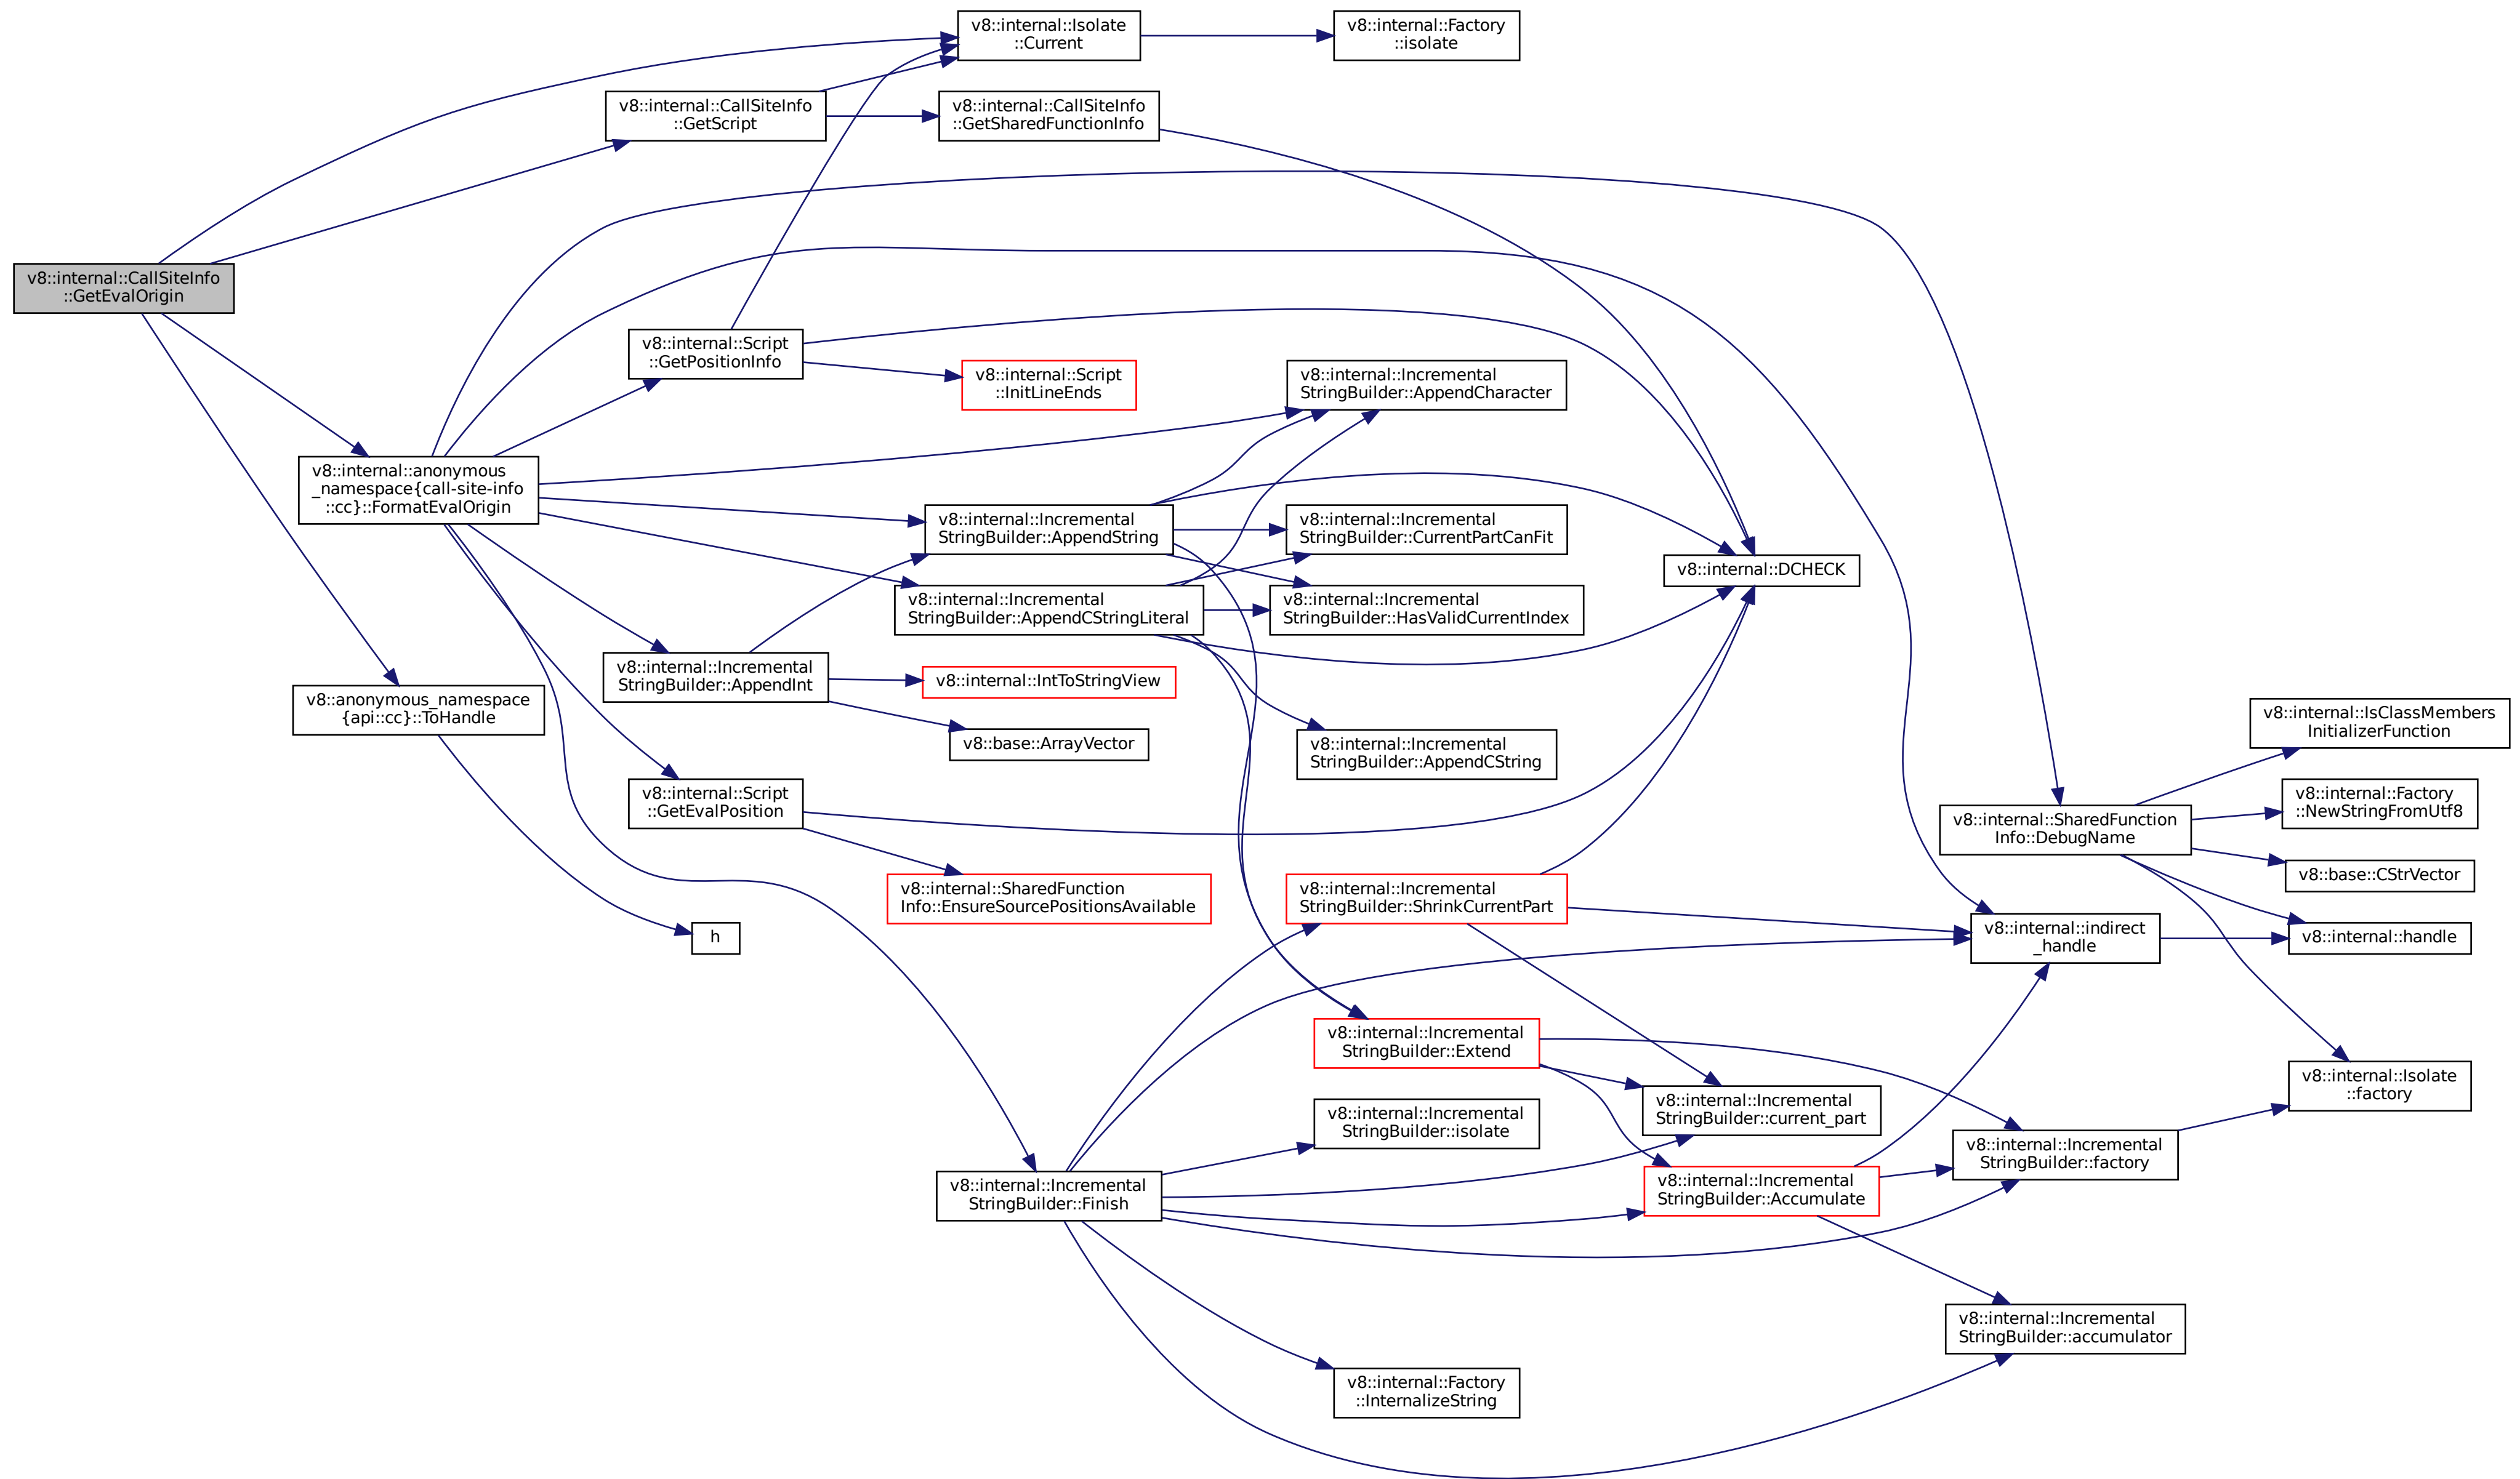 v8::internal::CallSiteInfo
::GetEvalOrigin
v8::internal::Isolate
::Current
v8::internal::Factory
::isolate
v8::internal::CallSiteInfo
::GetScript
v8::internal::CallSiteInfo
::GetSharedFunctionInfo
v8::internal::anonymous
_namespace{call-site-info
::cc}::FormatEvalOrigin
v8::anonymous_namespace
{api::cc}::ToHandle
v8::internal::Script
::GetPositionInfo
v8::internal::Script
::InitLineEnds
v8::internal::Incremental
StringBuilder::AppendCharacter
v8::internal::Incremental
StringBuilder::AppendString
v8::internal::Incremental
StringBuilder::CurrentPartCanFit
v8::internal::DCHECK
v8::internal::Incremental
StringBuilder::AppendCStringLiteral
v8::internal::Incremental
StringBuilder::HasValidCurrentIndex
v8::internal::Incremental
StringBuilder::AppendInt
v8::internal::IntToStringView
v8::base::ArrayVector
v8::internal::Incremental
StringBuilder::AppendCString
v8::internal::Script
::GetEvalPosition
v8::internal::SharedFunction
Info::EnsureSourcePositionsAvailable
h
v8::internal::IsClassMembers
InitializerFunction
v8::internal::Factory
::NewStringFromUtf8
v8::internal::SharedFunction
Info::DebugName
v8::base::CStrVector
v8::internal::Incremental
StringBuilder::ShrinkCurrentPart
v8::internal::indirect
_handle
v8::internal::handle
v8::internal::Incremental
StringBuilder::Extend
v8::internal::Incremental
StringBuilder::current_part
v8::internal::Isolate
::factory
v8::internal::Incremental
StringBuilder::isolate
v8::internal::Incremental
StringBuilder::factory
v8::internal::Incremental
StringBuilder::Finish
v8::internal::Incremental
StringBuilder::Accumulate
v8::internal::Incremental
StringBuilder::accumulator
v8::internal::Factory
::InternalizeString